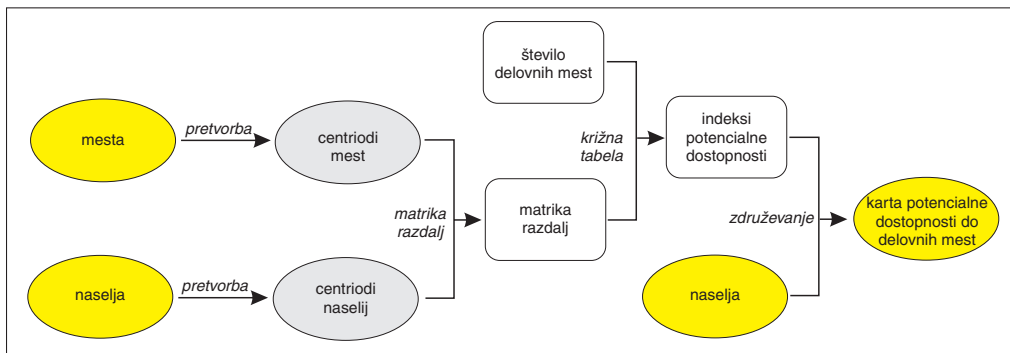 število
delovnih mest
mesta
pretvorba
centriodi
mest
križna
tabela
indeksi
potencialne
dostopnosti
matrika
razdalj
matrika
razdalj
združevanje
karta potencialne
dostopnosti do
delovnih mest
naselja
pretvorba
centriodi
naselij
naselja